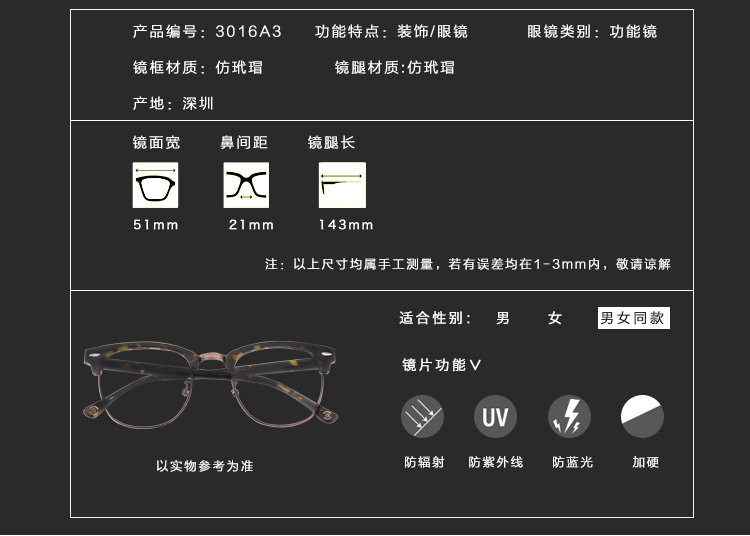 产品编号：3016A3 功能特点：装饰/眼镜 眼镜类别：功能镜
镜框材质：仿玳瑁 镜腿材质:仿玳瑁
产地：深圳
镜面宽 鼻间距 镜腿长
51mm 21mm 143mm
注：以上尺寸均属手工测量，若有误差均在1-3mm内，敬请谅解
适合性别： 男 女 男女同款
镜片功能∨
UV
防辐射 防紫外线 防蓝光 加硬
以实物参考为准